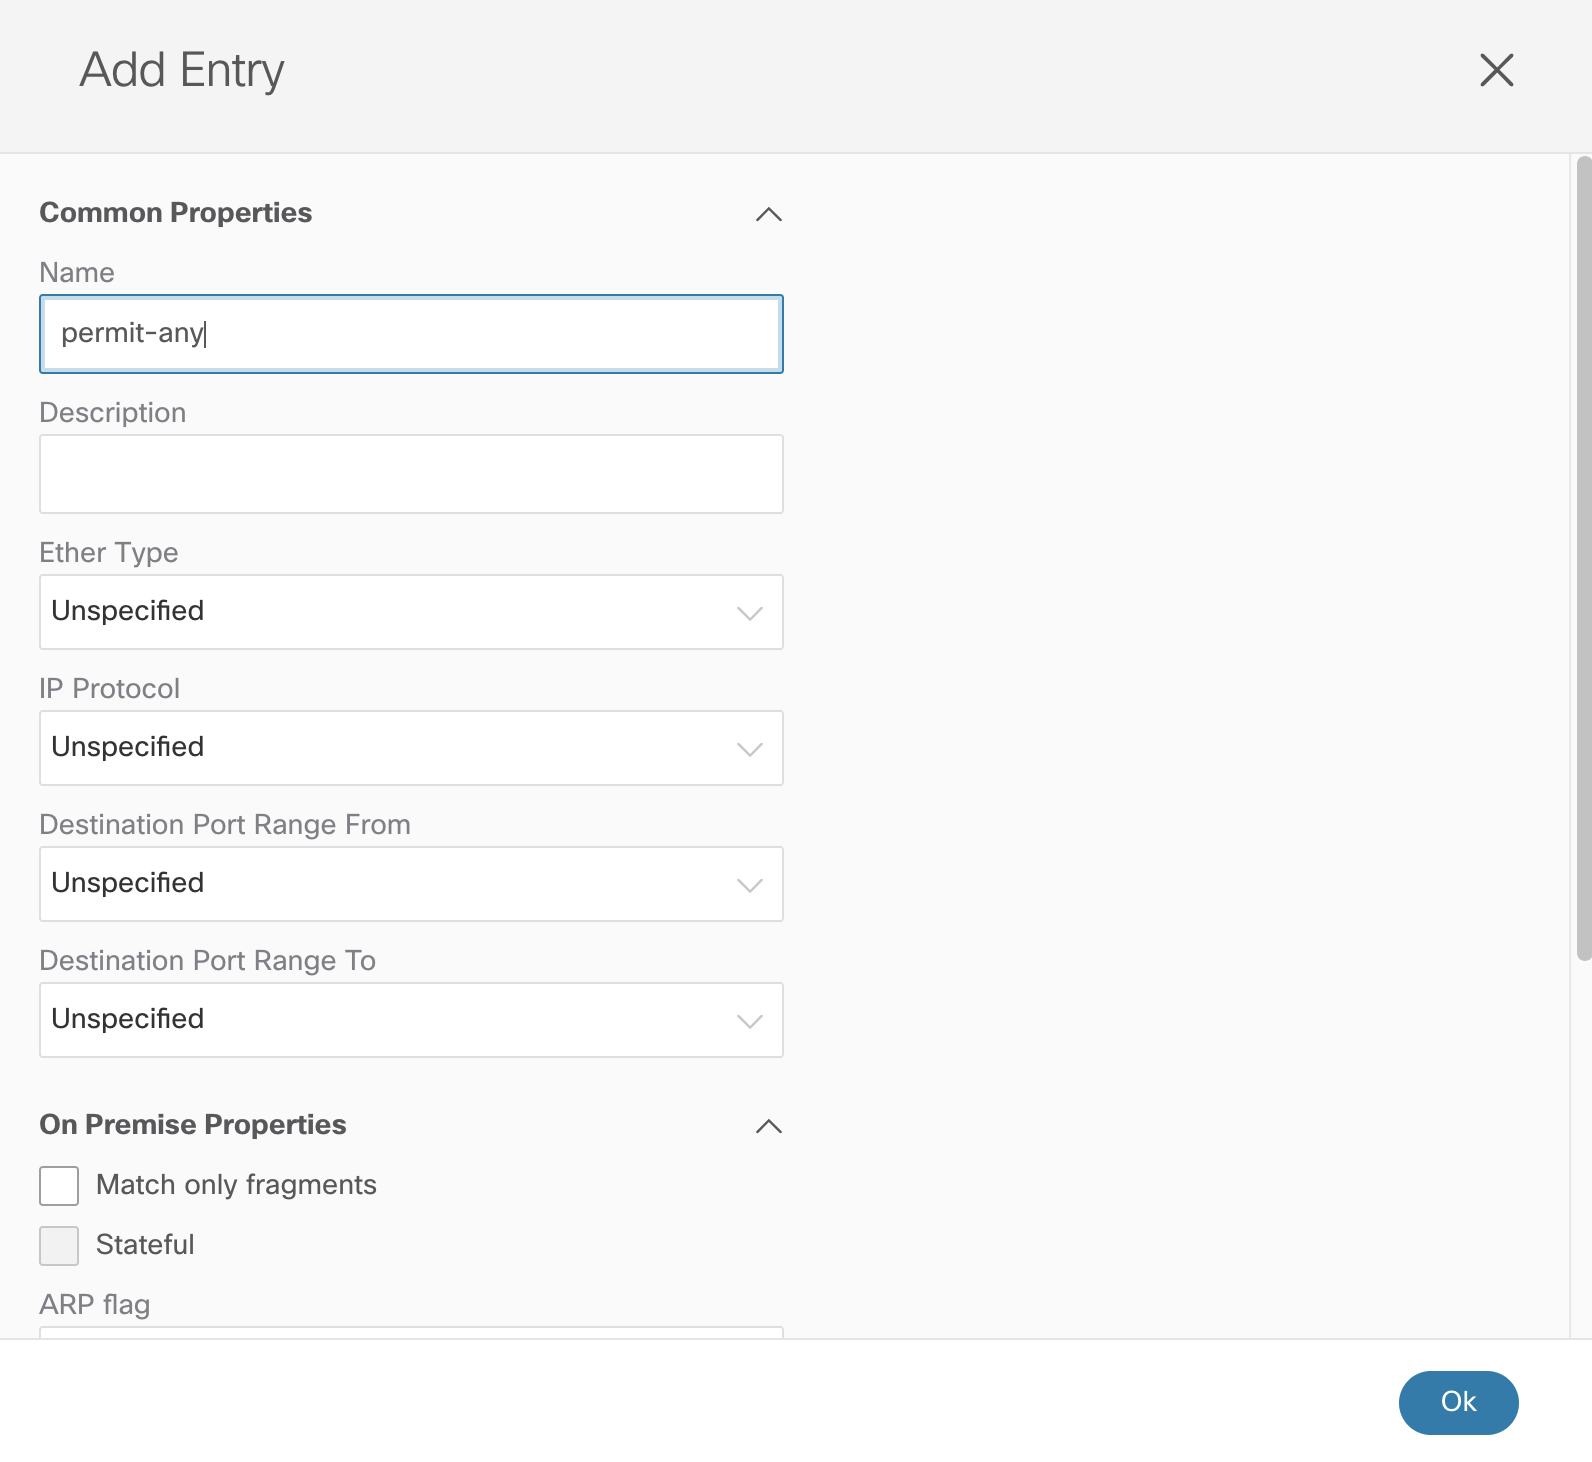 Add Entry
Common Properties
Name
permit-any
Description
Ether Type
Unspecified
IP Protocol
Unspecified
Destination Port Range From
Unspecified
Destination Port Range To
Unspecified
On Premise Properties
Match only fragments
Stateful
ARP flag
Ok